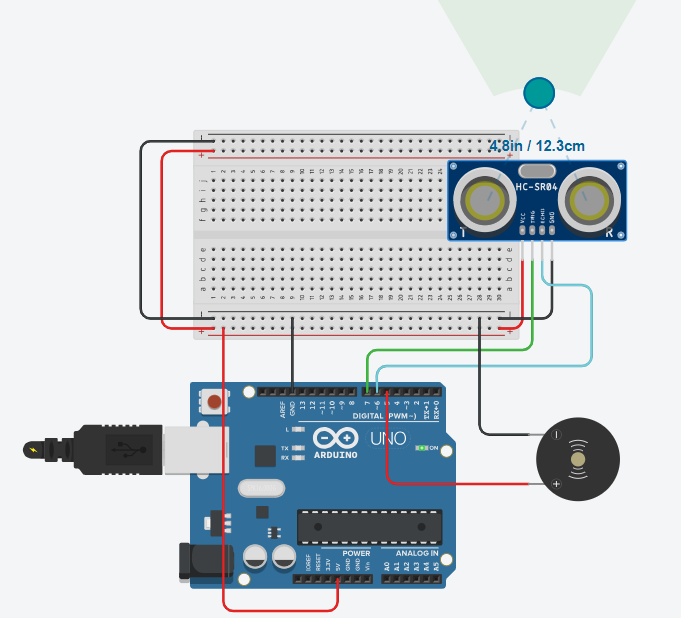 4.8in / 12.3cm
HC-SR04
VCC
TRIG
ECHO
GND
T
R
j
i
h
g
f
e
d
c
b
a
AREF
GND
13
12
~11
~10
~9
8
7
~6
5
4
~3
2
TX→1
RX←0
DIGITAL (PWM~)
L
TX
RX
ARDUINO
UNO
ON
POWER
ANALOG IN
IOREF
RESET
3.3V
5V
GND
GND
Vin
A0
A1
A2
A3
A4
A5